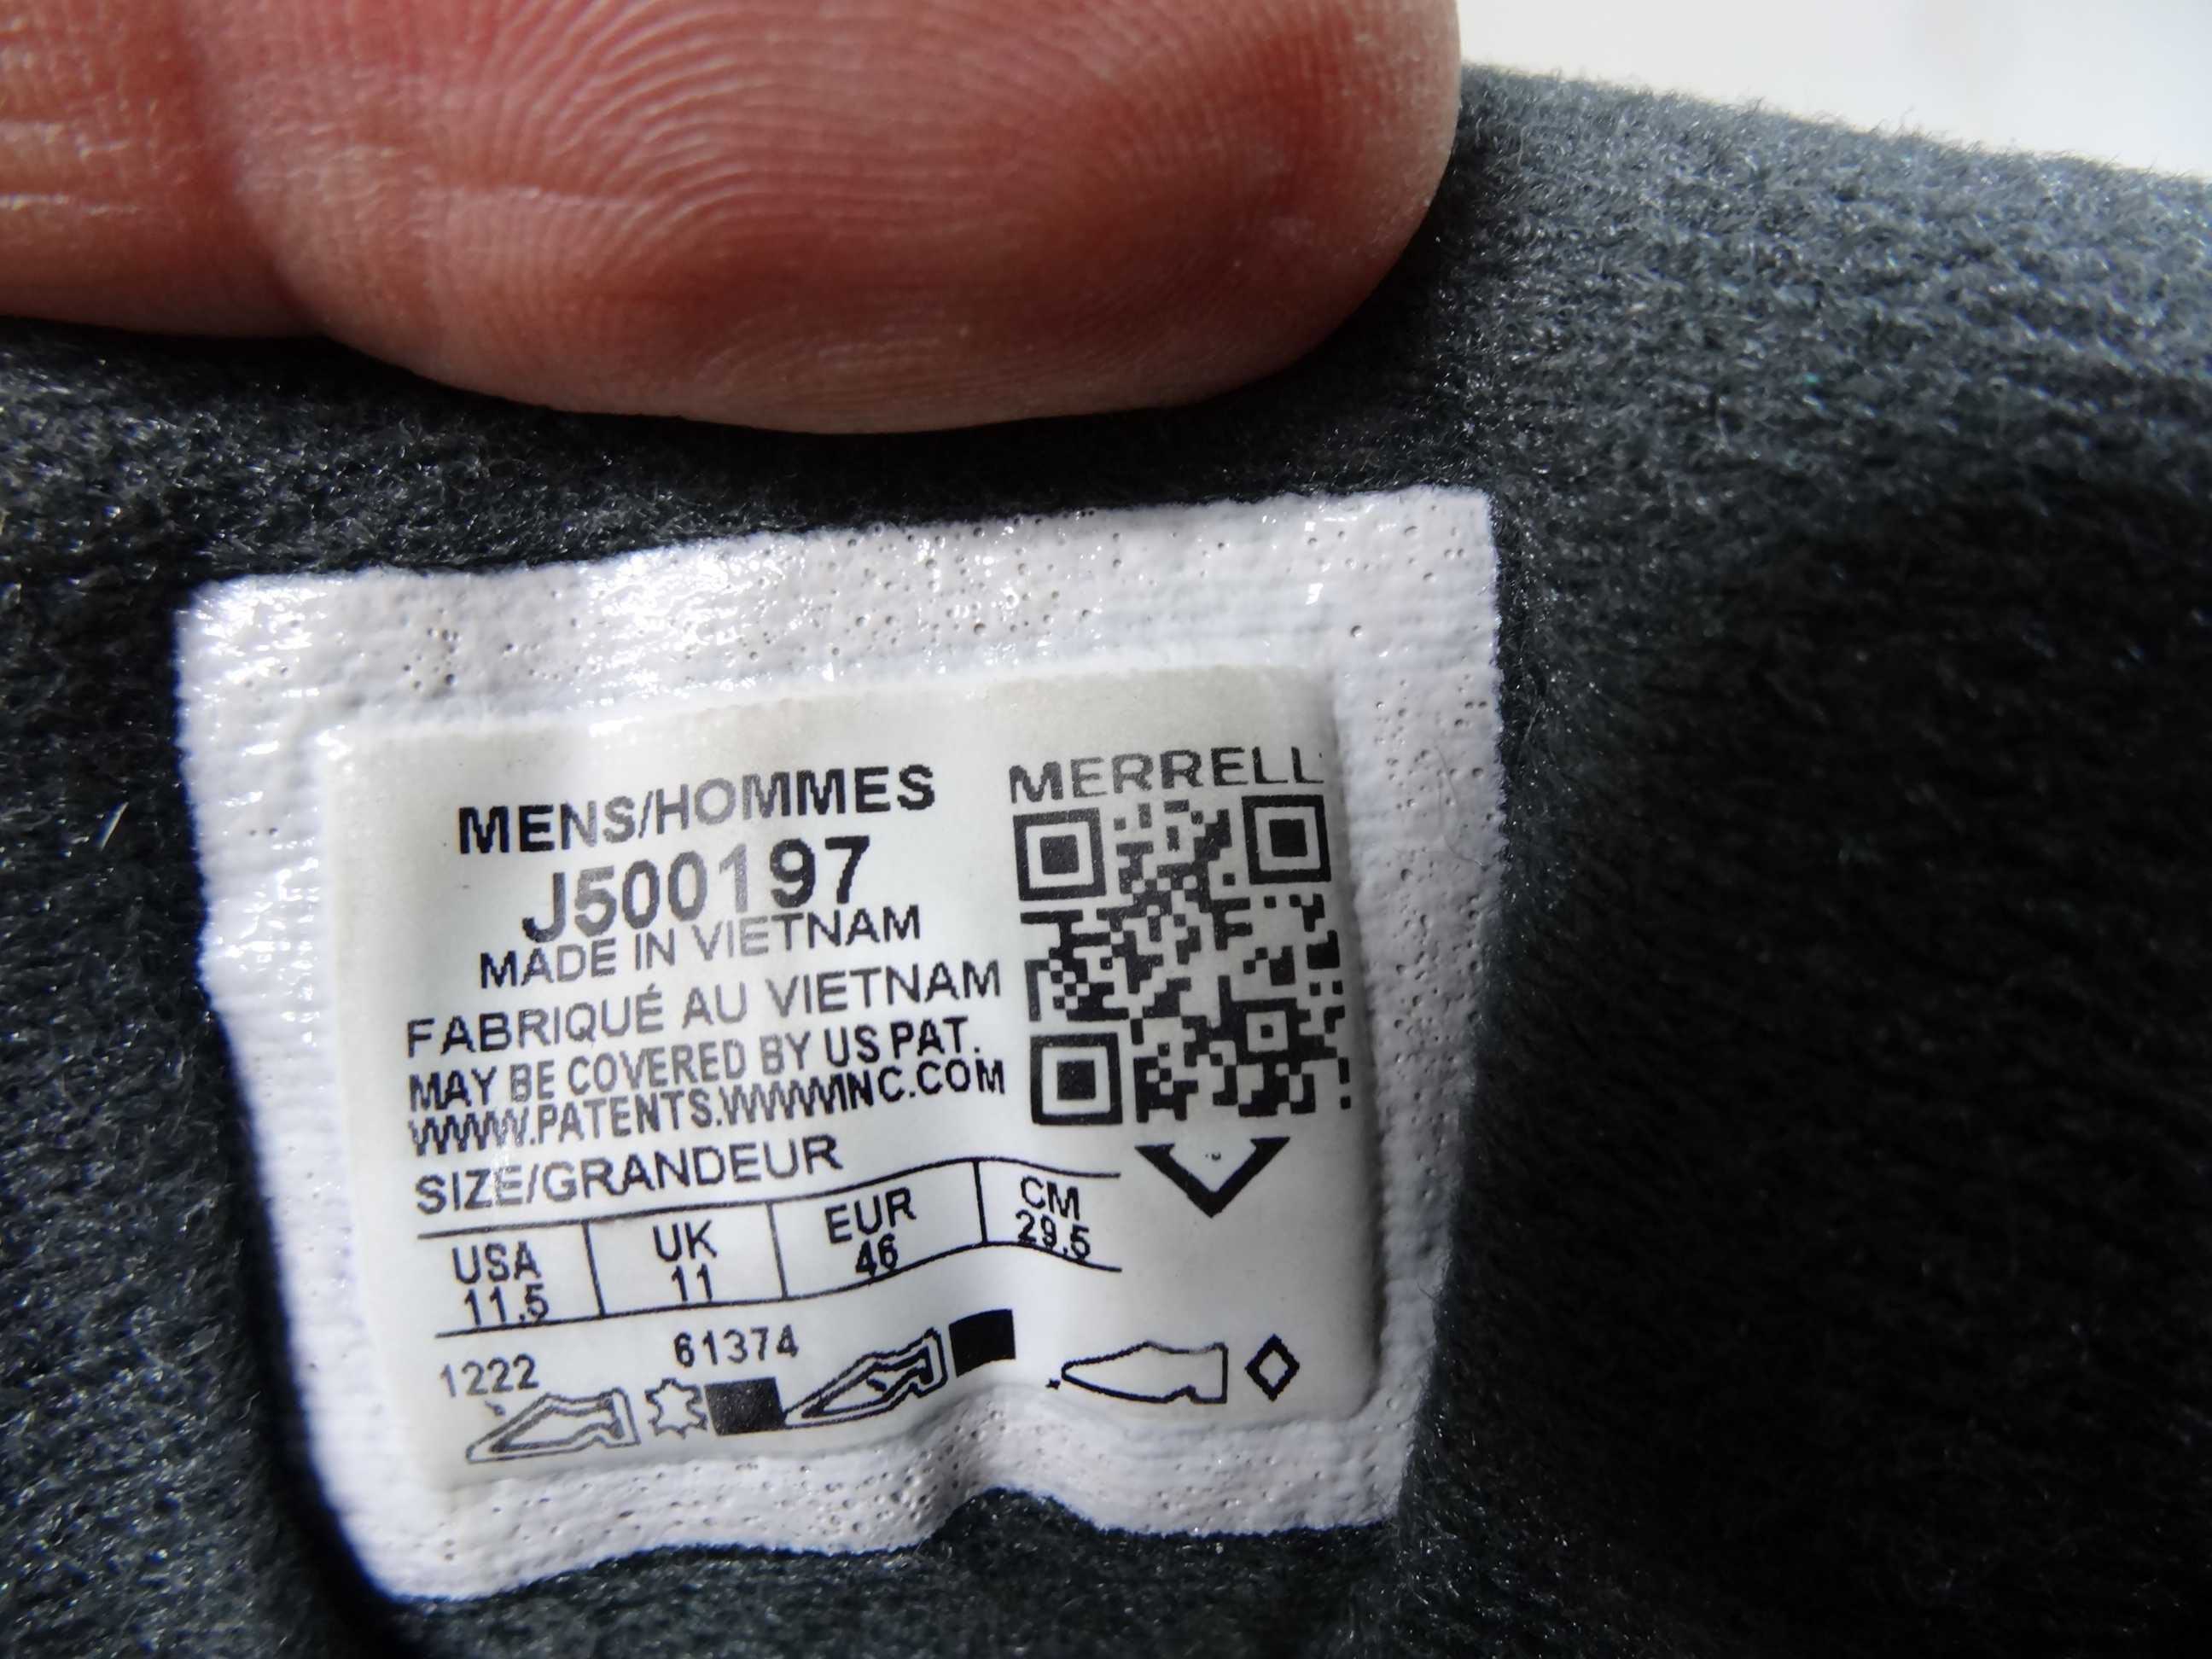 MENS/HOMMES
J500197
MADE IN VIETNAM
FABRIQUÉ AU VIETNAM
MAY BE COVERED BY US PAT.
WWW.PATENTS.WWWINC.COM
SIZE/GRANDEUR
USA UK EUR CM
11.5 11 46 29.5
1222 61374
MERRELL